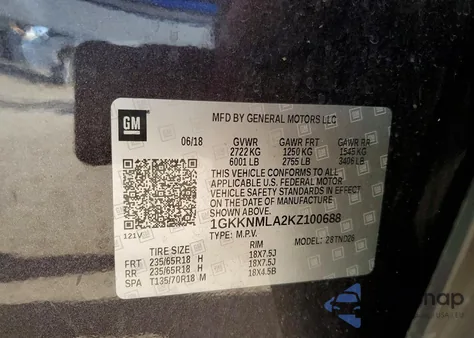 MFD BY GENERAL MOTORS LLC
GM
06/18 GVWR GAWR FRT GAWR RR
2722 KG 1250 KG 1545 KG
6001 LB 2755 LB 3406 LB
THIS VEHICLE CONFORMS TO ALL
APPLICABLE U.S. FEDERAL MOTOR
VEHICLE SAFETY STANDARDS
IN EFFECT ON THE DATE OF MANUFACTURE
SHOWN ABOVE
1GKKNMLA2KZ100688
121V TYPE: M.P.V. MODEL:
TIRE SIZE RIM
FRT 235/65R18 H 18X7.5J
RR 235/65R18 H 18X7.5J
SPA T135/70R18 M 18X4.5B